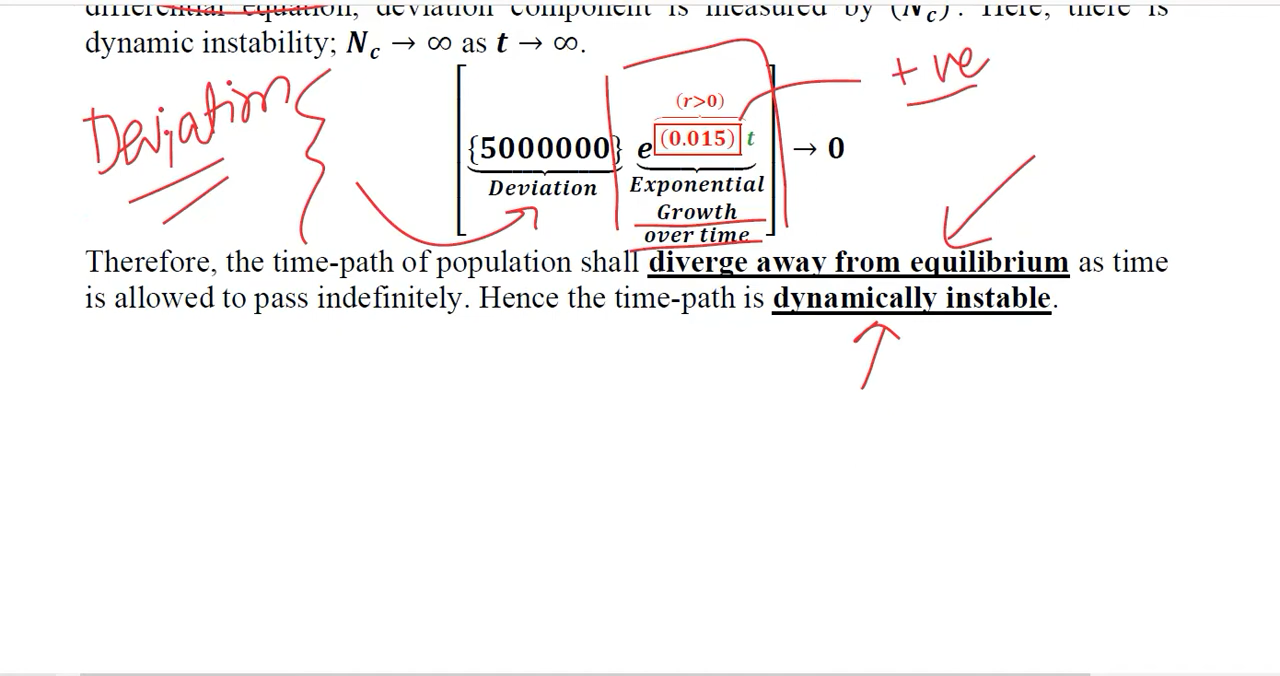 differential equation, deviation component is measured by (N_c). Here, there is
dynamic instability; N_c → ∞ as t → ∞.
Deviation
+ve
(r>0)
[{5000000} e^(0.015)t] → 0
Deviation Exponential
Growth
over time
Therefore, the time-path of population shall diverge away from equilibrium as time
is allowed to pass indefinitely. Hence the time-path is dynamically instable.